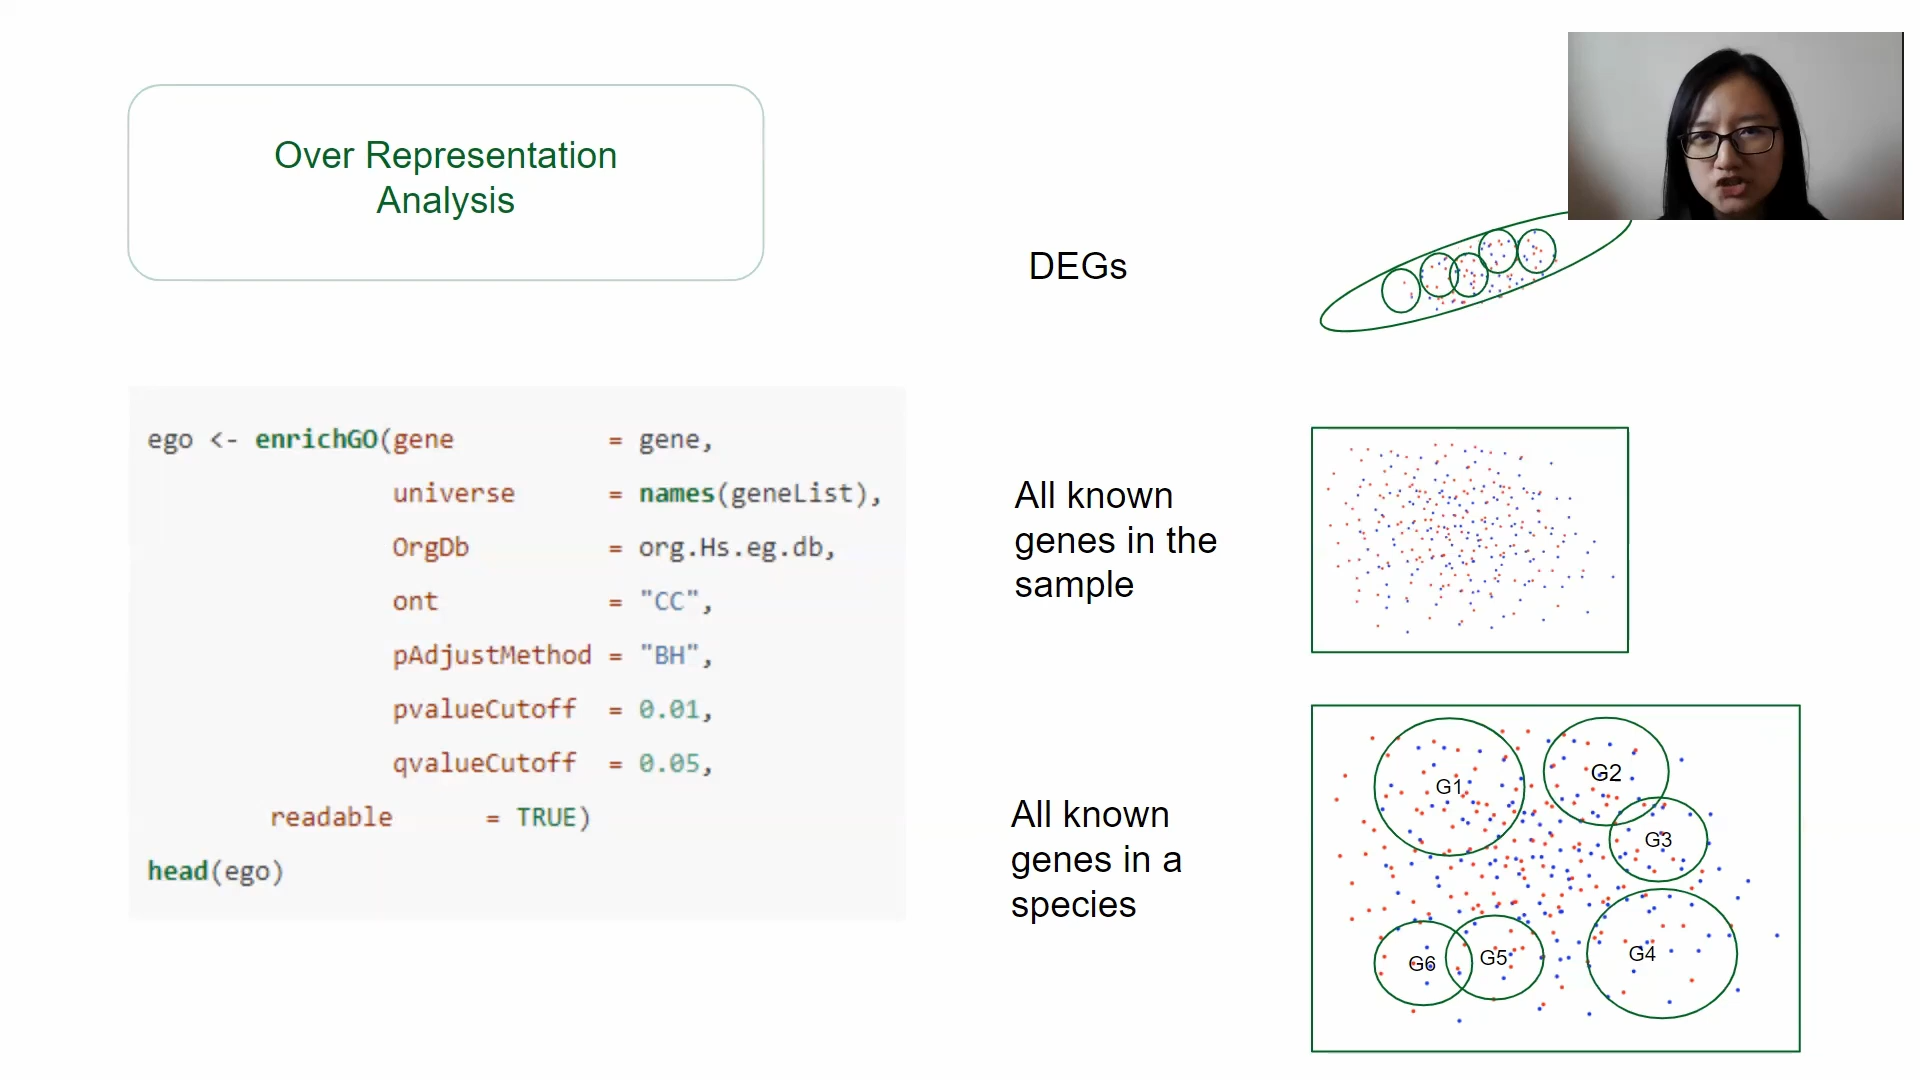 Over Representation
Analysis
ego <- enrichGO(gene = gene,
universe = names(geneList),
OrgDb = org.Hs.eg.db,
ont = "CC",
pAdjustMethod = "BH",
pvalueCutoff = 0.01,
qvalueCutoff = 0.05,
readable = TRUE)
head(ego)
DEGs
All known
genes in the
sample
All known
genes in a
species
G1
G2
G3
G4
G5
G6